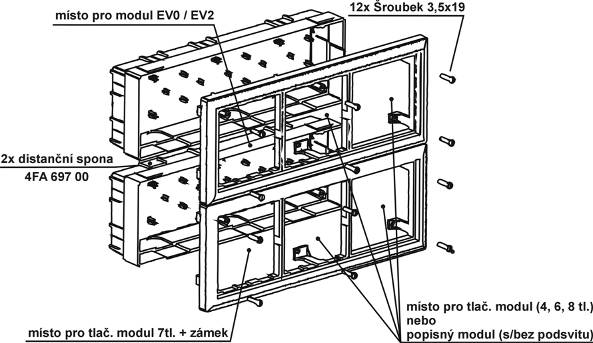 12x Šroubek 3,5x19
místo pro modul EV0 / EV2
2x distanční spona
4FA 697 00
místo pro tlač. modul (4, 6, 8 tl.)
nebo
popisný modul (s/bez podsvitu)
místo pro tlač. modul 7tl. + zámek